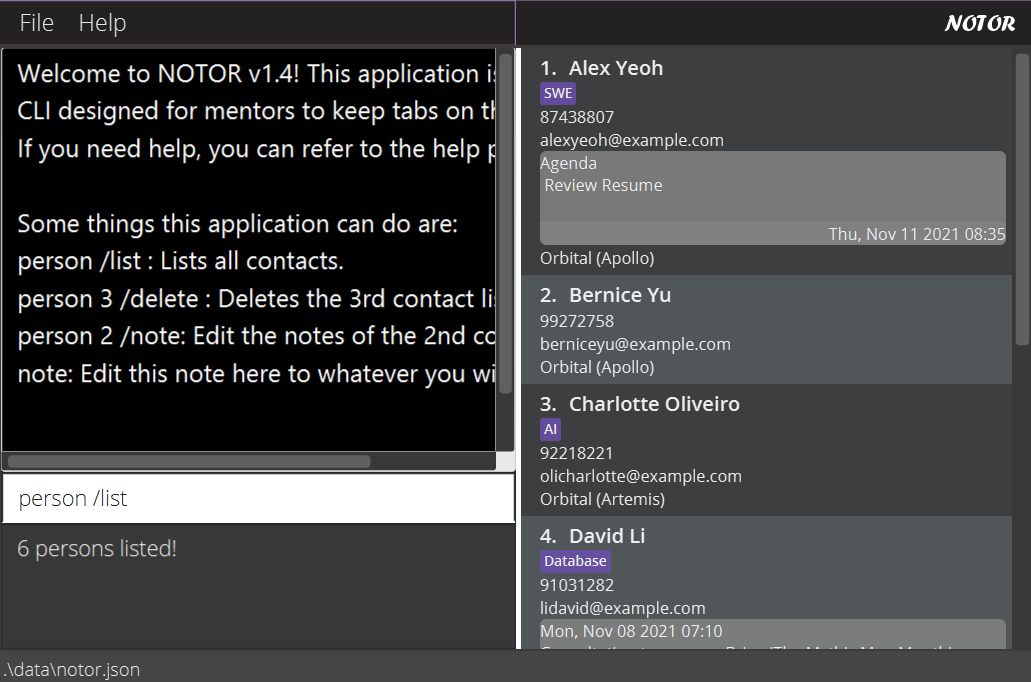 File Help
NOTOR
Welcome to NOTOR v1.4! This application is
CLI designed for mentors to keep tabs on th
If you need help, you can refer to the help p
Some things this application can do are:
person /list : Lists all contacts.
person 3 /delete : Deletes the 3rd contact li
person 2 /note: Edit the notes of the 2nd co
note: Edit this note here to whatever you wi
person /list
6 persons listed!
1. Alex Yeoh
SWE
87438807
alexyeoh@example.com
Agenda
Review Resume
Thu, Nov 11 2021 08:35
Orbital (Apollo)
2. Bernice Yu
99272758
berniceyu@example.com
Orbital (Apollo)
3. Charlotte Oliveiro
AI
92218221
olicharlotte@example.com
Orbital (Artemis)
4. David Li
Database
91031282
lidavid@example.com
Mon, Nov 08 2021 07:10
.\data\notor.json